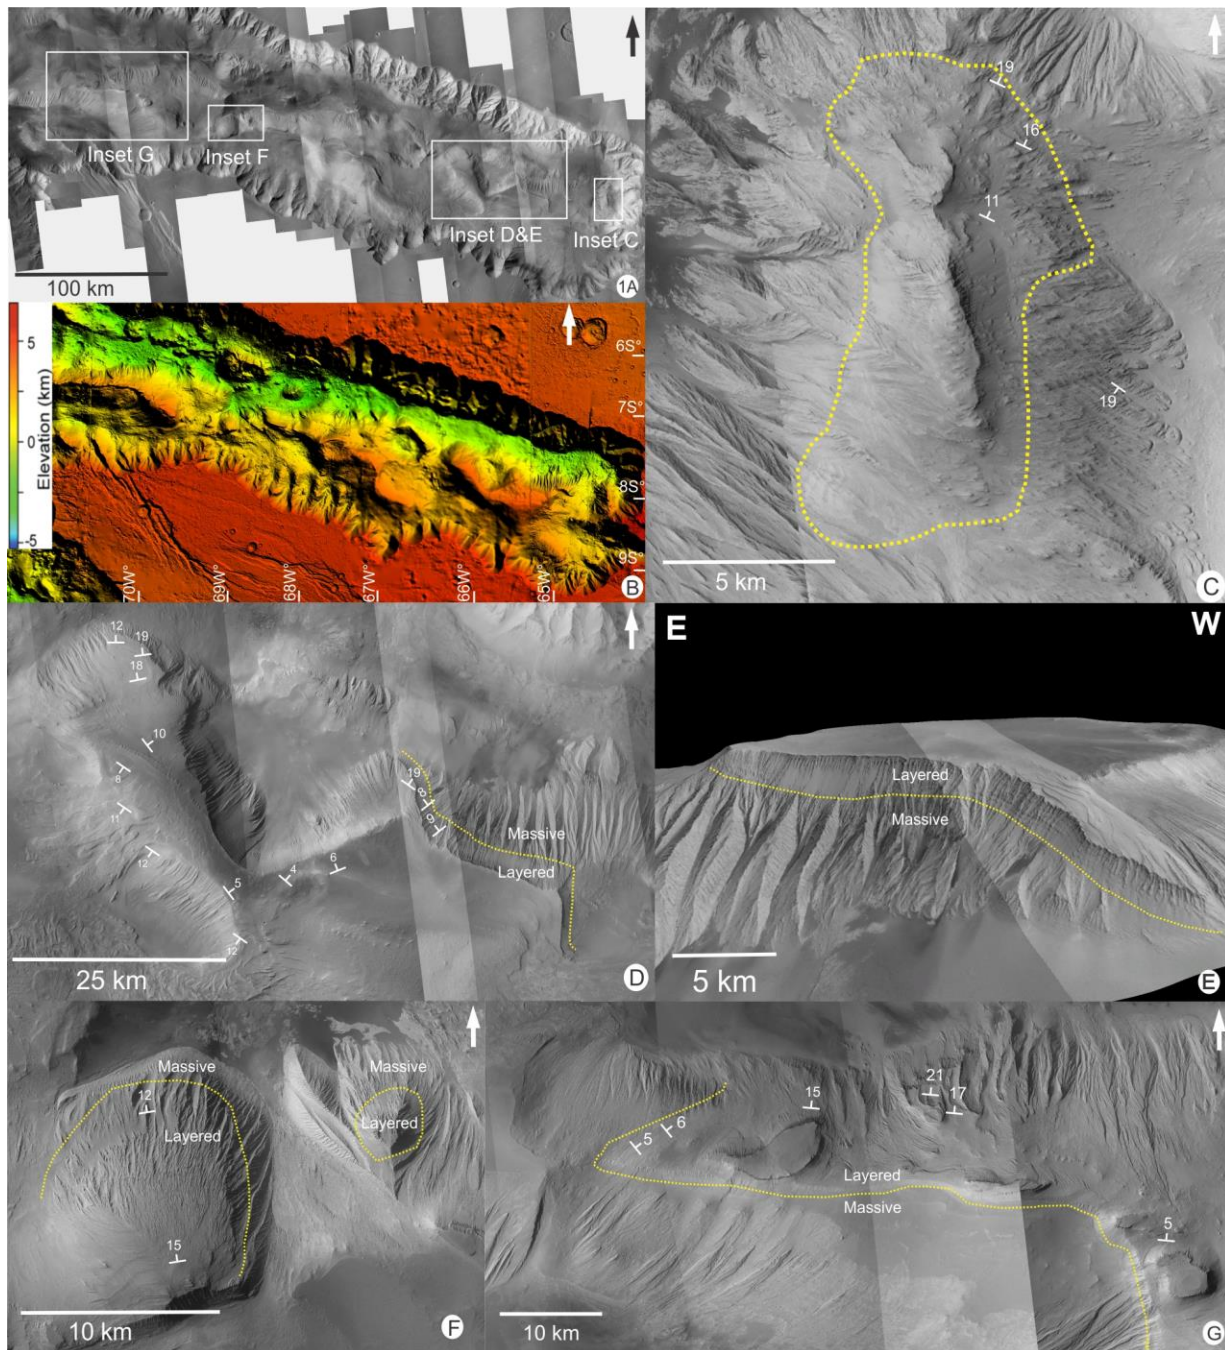 Inset G
Inset F
Inset D&E
Inset C
100 km
1A
19
16
11
19
5 km
C
5
0
-5
Elevation (km)
6S°
7S°
8S°
9S°
70W°
69W°
68W°
67W°
66W°
65W°
B
12
19
18
10
8
11
12
5
12
4
6
19
8
9
Massive
Layered
25 km
D
E
W
Layered
Massive
5 km
E
Massive
12
Layered
15
Massive
Layered
10 km
F
21
17
15
6
5
Layered
Massive
5
10 km
G